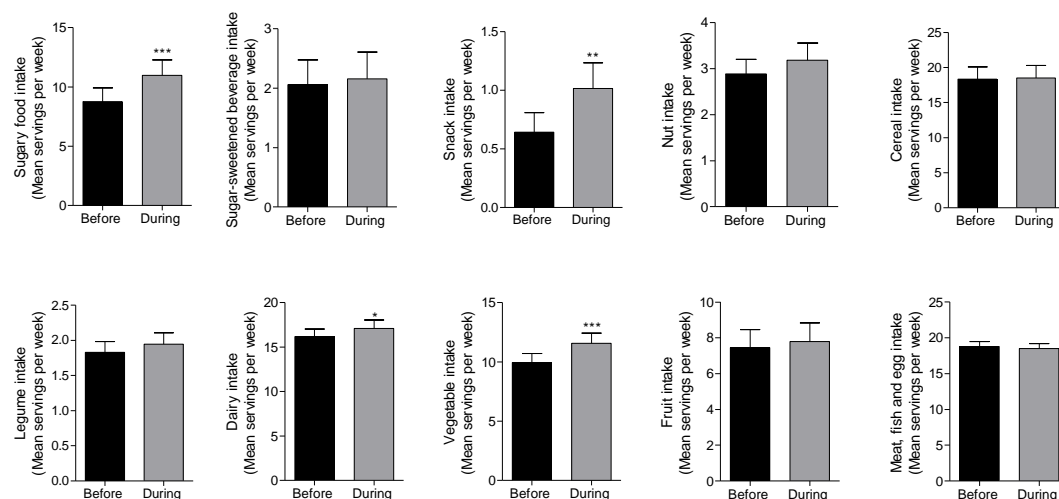 Sugary food intake
(Mean servings per week)
15
10
5
0
***
Before During
Sugar-sweetened beverage intake
(Mean servings per week)
3
2
1
0
Before During
Snack intake
(Mean servings per week)
1.5
1.0
0.5
0.0
**
Before During
Nut intake
(Mean servings per week)
4
3
2
1
0
Before During
Cereal intake
(Mean servings per week)
25
20
15
10
5
0
Before During
Legume intake
(Mean servings per week)
2.5
2.0
1.5
1.0
0.5
0.0
Before During
Dairy intake
(Mean servings per week)
20
15
10
5
0
*
Before During
Vegetable intake
(Mean servings per week)
15
10
5
0
***
Before During
Fruit intake
(Mean servings per week)
10
8
6
4
2
0
Before During
Meat, fish and egg intake
(Mean servings per week)
25
20
15
10
5
0
Before During